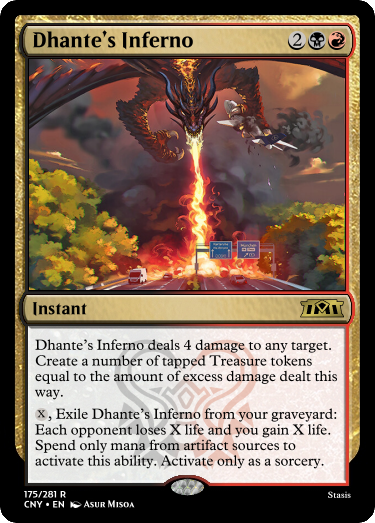 Dhante's Inferno 2
Instant
Dhante's Inferno deals 4 damage to any target.
Create a number of tapped Treasure tokens
equal to the amount of excess damage dealt this
way.
X, Exile Dhante's Inferno from your graveyard:
Each opponent loses X life and you gain X life.
Spend only mana from artifact sources to
activate this ability. Activate only as a sorcery.
175/281 R
CNY • EN Asur Misoa
Stasis